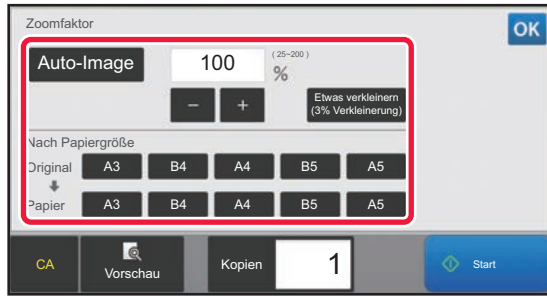 Zoomfaktor
OK
Auto-Image 100 (25~200) %
− + Etwas verkleinern
(3% Verkleinerung)
Nach Papiergröße
Original A3 B4 A4 B5 A5
Papier A3 B4 A4 B5 A5
CA Vorschau Kopien 1 Start